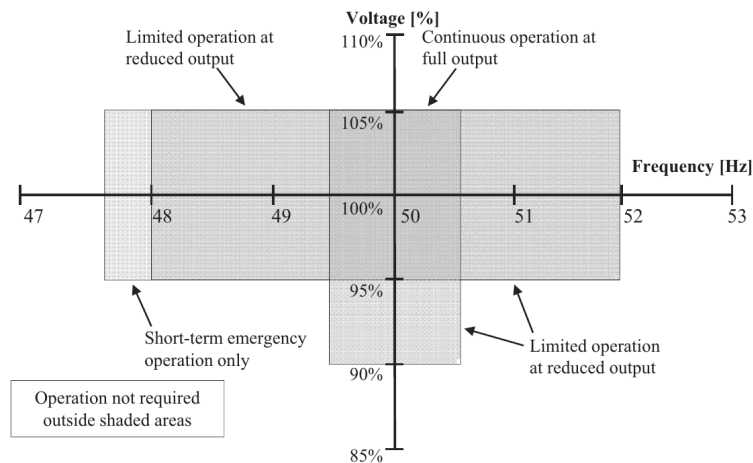 Voltage [%]
110%
Limited operation at
reduced output
Continuous operation at
full output
105%
Frequency [Hz]
100%
47
48
49
50
51
52
53
95%
Short-term emergency
operation only
Limited operation
at reduced output
90%
Operation not required
outside shaded areas
85%